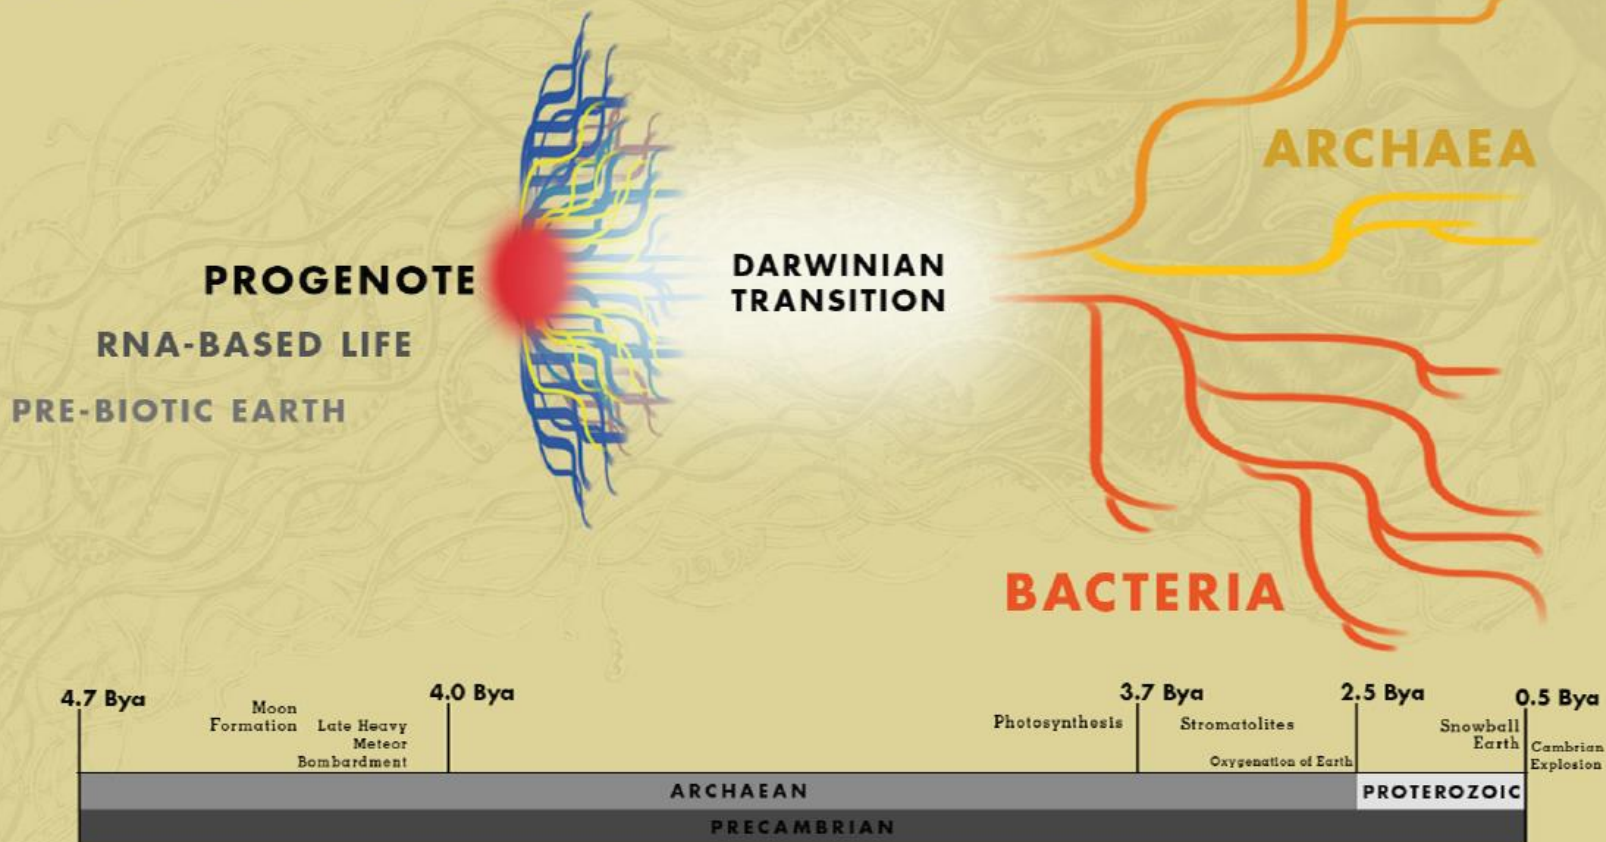 ARCHAEA
DARWINIAN
TRANSITION
PROGENOTE
RNA-BASED LIFE
PRE-BIOTIC EARTH
BACTERIA
4.7 Bya
4.0 Bya
3.7 Bya
2.5 Bya
0.5 Bya
Moon
Formation
Late Heavy
Meteor
Bombardment
Photosynthesis
Stromatolites
Oxygenation of Earth
Snowball
Earth
Cambrian
Explosion
ARCHAEAN
PROTEROZOIC
PRECAMBRIAN